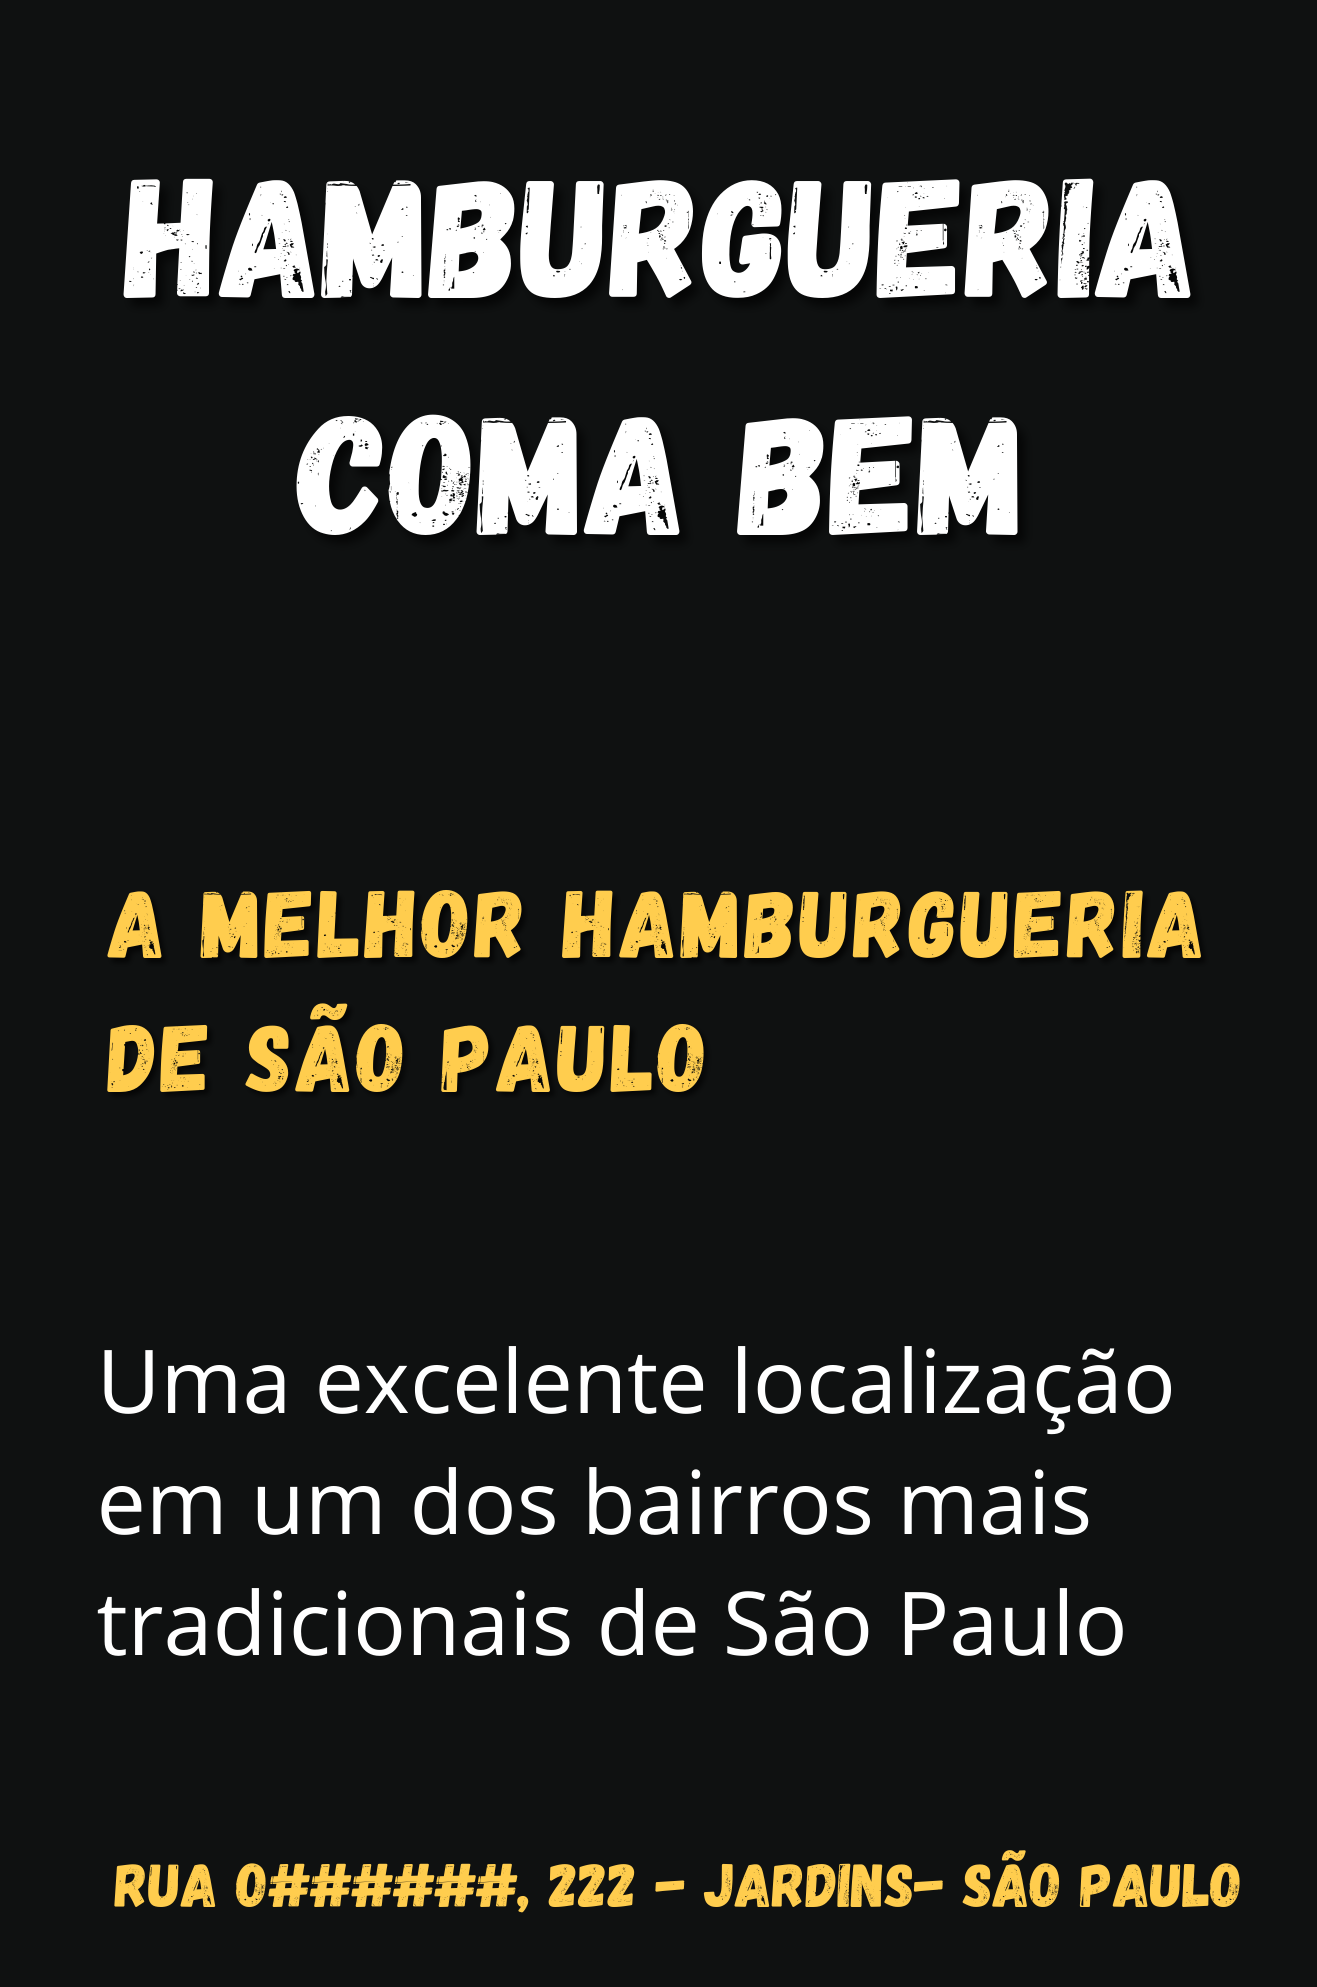 HAMBURGUERIA
COMA BEM
A MELHOR HAMBURGUERIA
DE SÃO PAULO
Uma excelente localização
em um dos bairros mais
tradicionais de São Paulo
RUA O######, 222 - JARDINS- SÃO PAULO